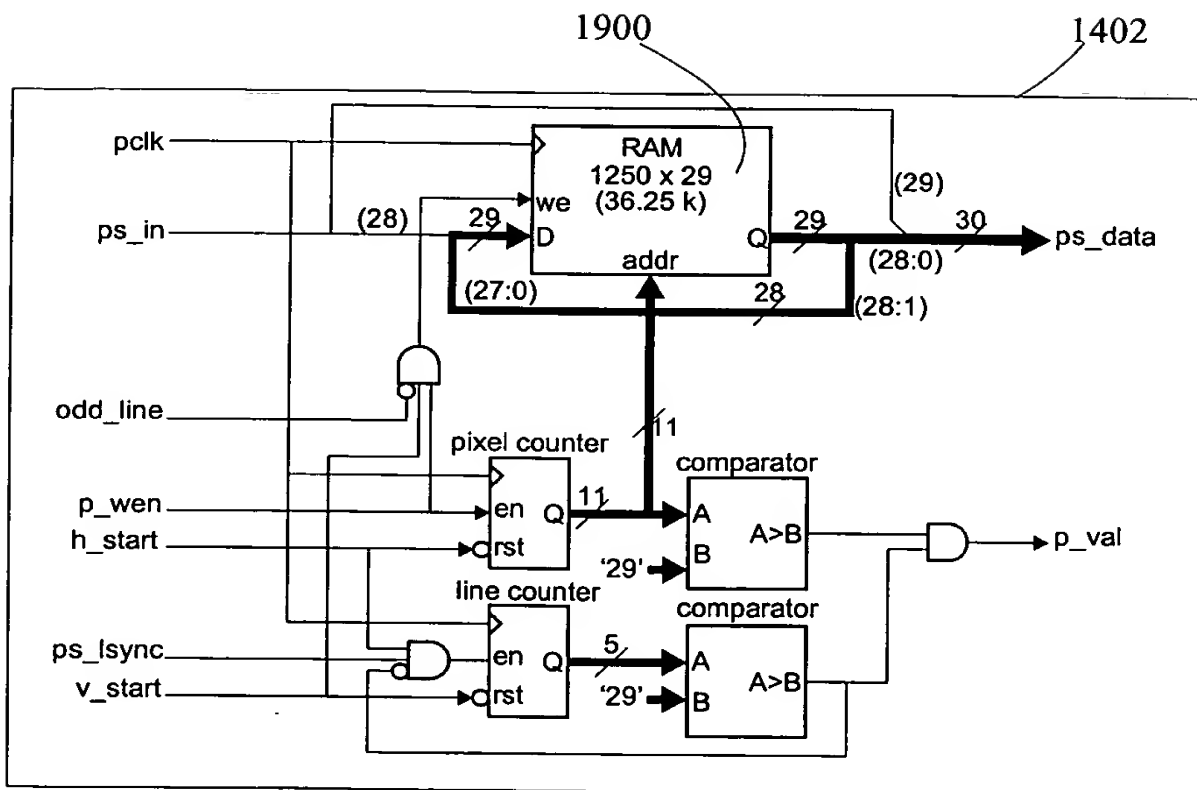 1900
1402
pclk
RAM
1250 x 29
(36.25 k)
(29)
we
ps_in
(28)
29
D
Q
29
30
ps_data
addr
(28:0)
(27:0)
28
(28:1)
odd_line
11
pixel counter
comparator
p_wen
en
Q
11
A
A>B
B
h_start
rst
'29'
p_val
line counter
comparator
ps_lsync
en
Q
5
A
A>B
B
v_start
rst
'29'